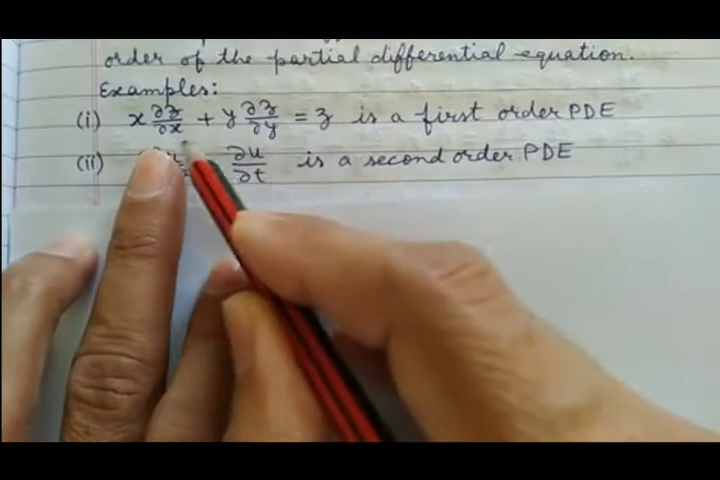 order of the partial differential equation.
Examples:
(i) x ∂z/∂x + y ∂z/∂y = z is a first order PDE
(ii) ∂u/∂t is a second order PDE